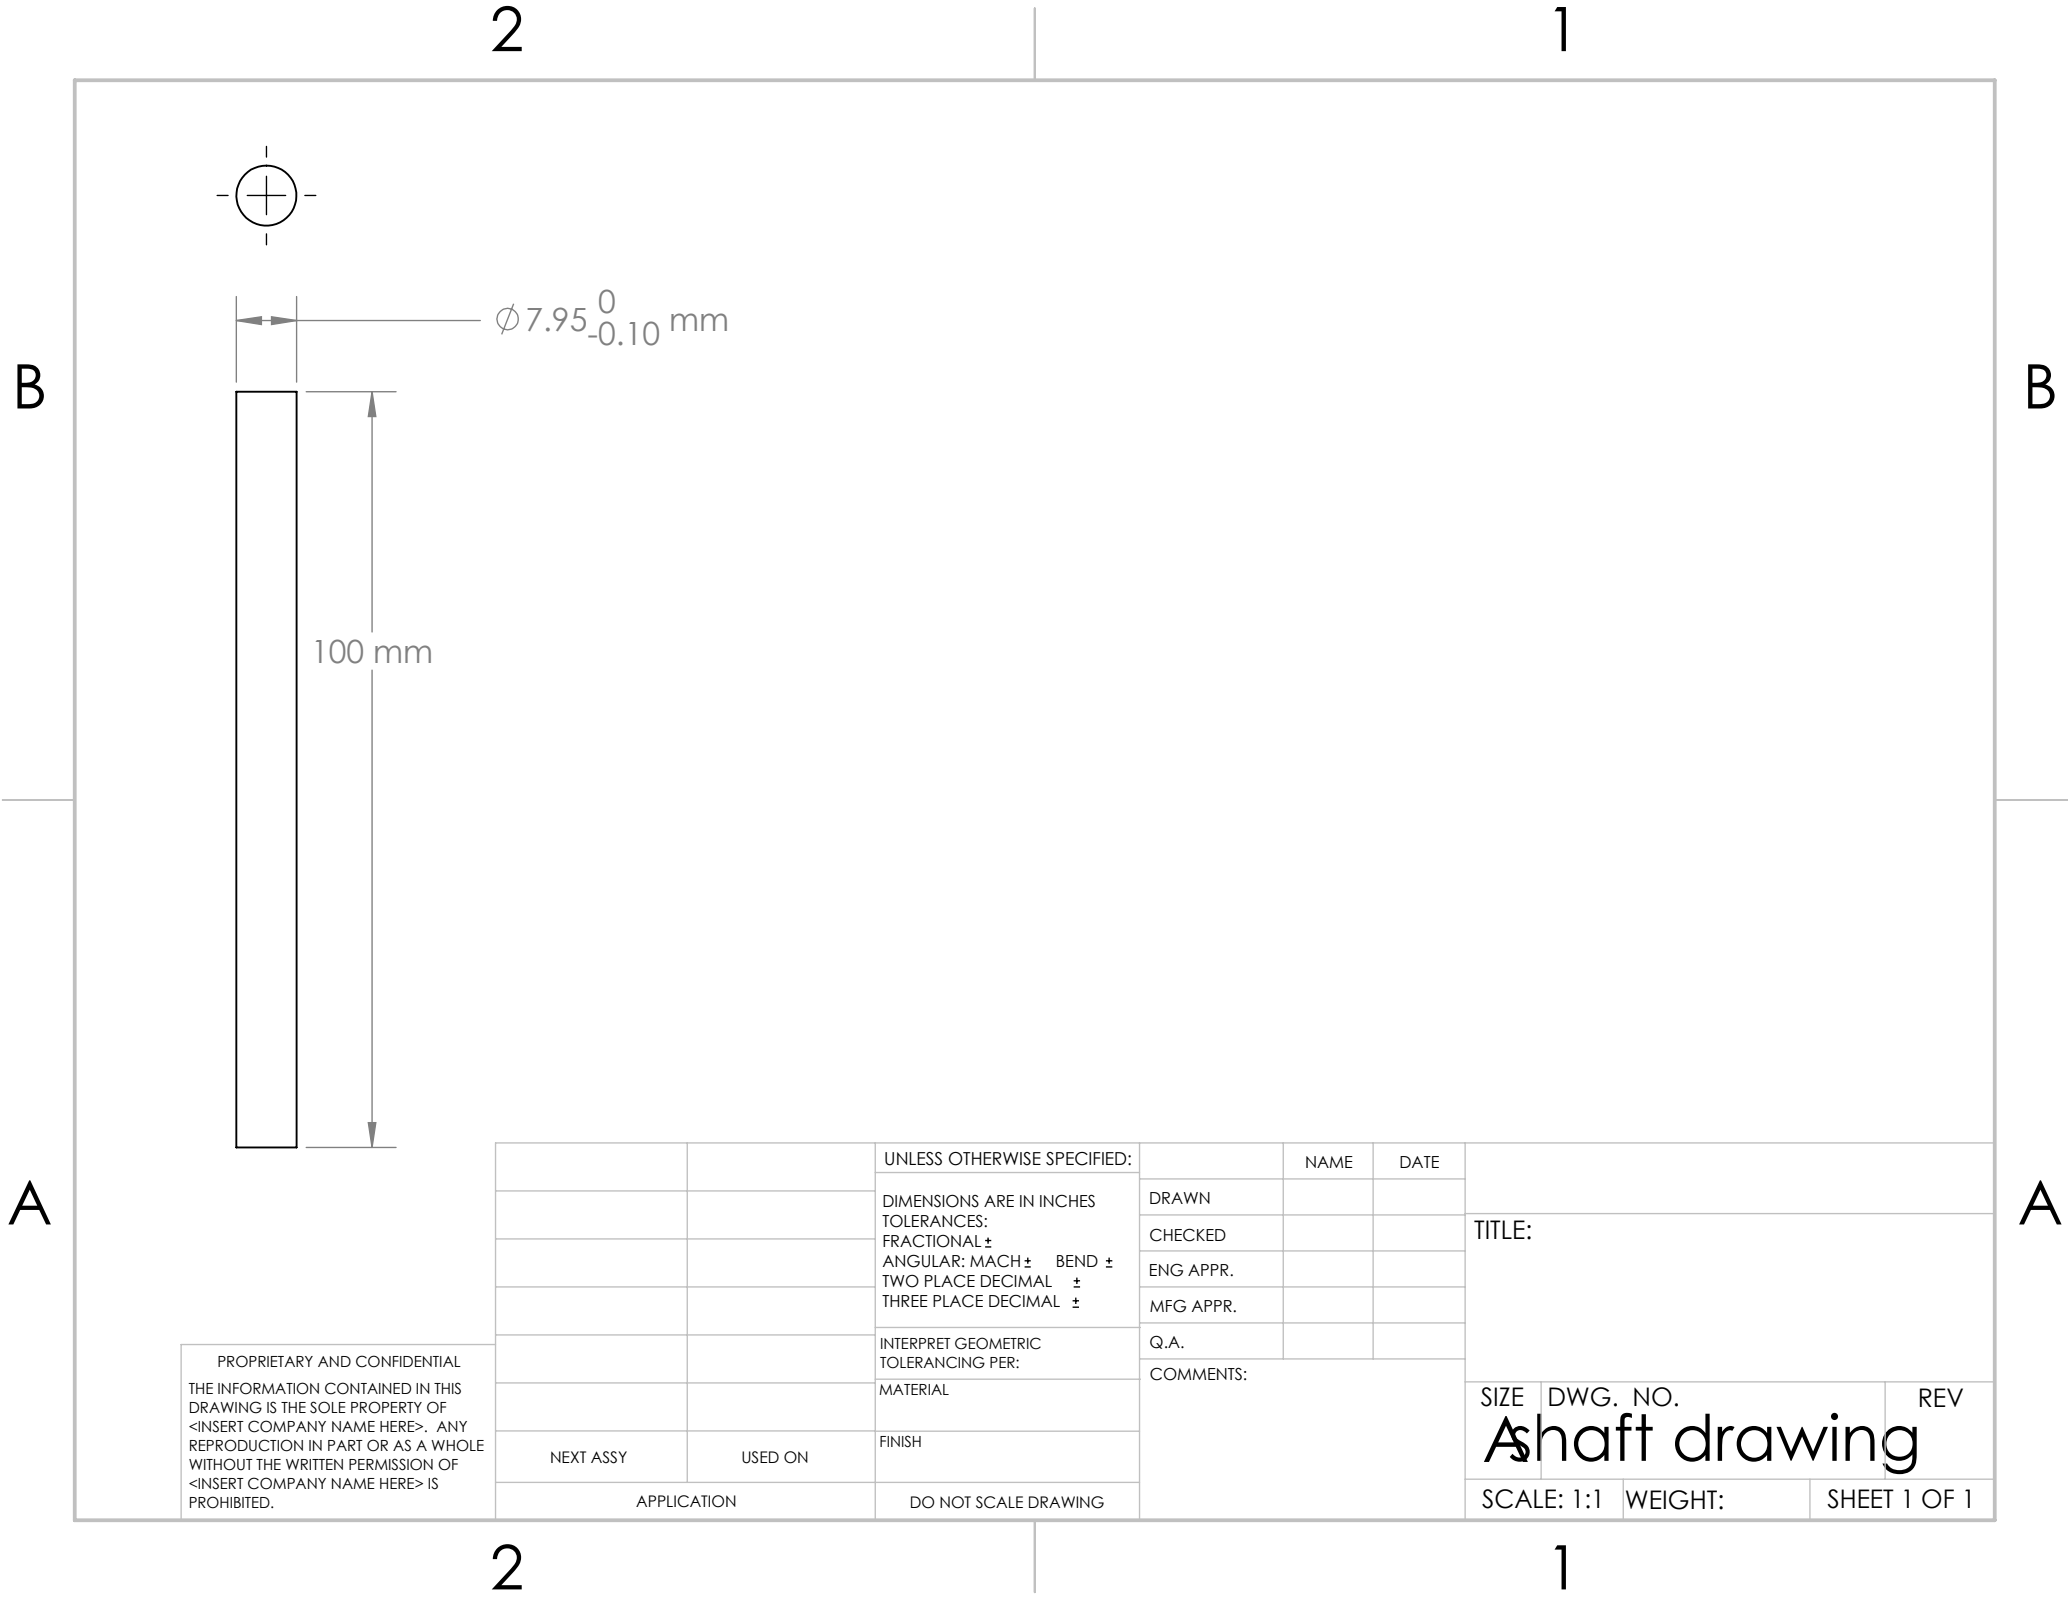 2 1
B B
⌀7.95 0 -0.10 mm
100 mm
A A
UNLESS OTHERWISE SPECIFIED:
DIMENSIONS ARE IN INCHES
TOLERANCES:
FRACTIONAL ±
ANGULAR: MACH ± BEND ±
TWO PLACE DECIMAL ±
THREE PLACE DECIMAL ±
INTERPRET GEOMETRIC
TOLERANCING PER:
MATERIAL
FINISH
DO NOT SCALE DRAWING
NAME DATE
DRAWN
CHECKED
ENG APPR.
MFG APPR.
Q.A.
COMMENTS:
TITLE:
SIZE DWG. NO. REV
A shaft drawing
SCALE: 1:1 WEIGHT: SHEET 1 OF 1
PROPRIETARY AND CONFIDENTIAL
THE INFORMATION CONTAINED IN THIS
DRAWING IS THE SOLE PROPERTY OF
<INSERT COMPANY NAME HERE>. ANY
REPRODUCTION IN PART OR AS A WHOLE
WITHOUT THE WRITTEN PERMISSION OF
<INSERT COMPANY NAME HERE> IS
PROHIBITED.
NEXT ASSY USED ON
APPLICATION
2 1